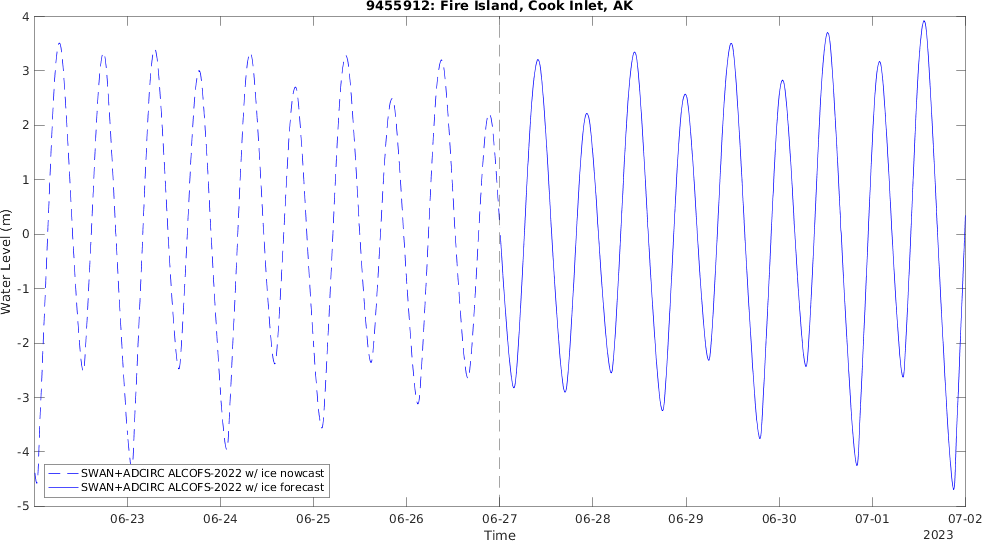 9455912: Fire Island, Cook Inlet, AK
Water Level (m)
4
3
2
1
0
-1
-2
-3
-4
-5
SWAN+ADCIRC ALCOFS-2022 w/ ice nowcast
SWAN+ADCIRC ALCOFS-2022 w/ ice forecast
06-23 06-24 06-25 06-26 06-27 06-28 06-29 06-30 07-01 07-02
Time
2023